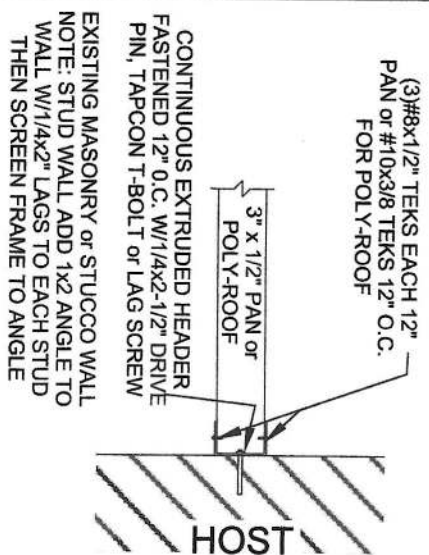 (3)#8x1/2" TEKS EACH 12"
PAN or #10x3/8 TEKS 12" O.C.
FOR POLY-ROOF
3" x 1/2" PAN or
POLY-ROOF
CONTINUOUS EXTRUDED HEADER
FASTENED 12" O.C. W/1/4x2-1/2" DRIVE
PIN, TAPCON T-BOLT or LAG SCREW
EXISTING MASONRY or STUCCO WALL
NOTE: STUD WALL ADD 1x2 ANGLE TO
WALL W/1/4x2" LAGS TO EACH STUD
THEN SCREEN FRAME TO ANGLE
HOST